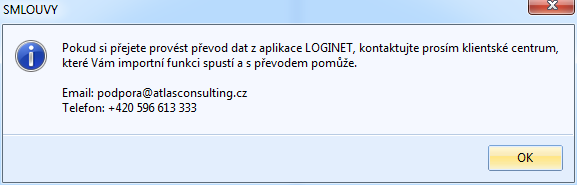 SMLOUVY
Pokud si přejete provést převod dat z aplikace LOGINET, kontaktujte prosím klientské centrum,
které Vám importní funkci spustí a s převodem pomůže.
Email: podpora@atlasconsulting.cz
Telefon: +420 596 613 333
OK